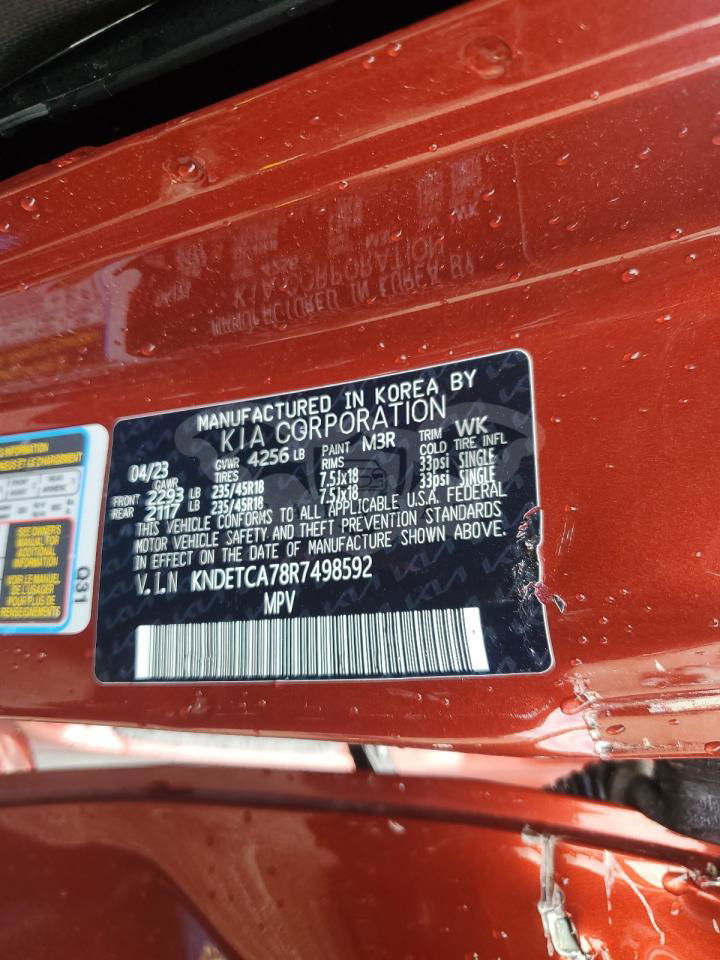 MANUFACTURED IN KOREA BY
KIA CORPORATION
04/23 GVWR 4256 LB PAINT M3R TRIM WK
GAWR TIRES RIMS COLD TIRE INFL
FRONT 2293 LB 235/45R18 7.5Jx18 33psi SINGLE
REAR 2117 LB 235/45R18 7.5Jx18 33psi SINGLE
THIS VEHICLE CONFORMS TO ALL APPLICABLE U.S.A. FEDERAL
MOTOR VEHICLE SAFETY AND THEFT PREVENTION STANDARDS
IN EFFECT ON THE DATE OF MANUFACTURE SHOWN ABOVE.
V.I.N KNDETCA78R7498592
MPV
INFORMATION
SEE OWNER'S
MANUAL FOR
ADDITIONAL
INFORMATION
VOIR LE MANUEL
DE L'USAGER
POUR PLUS DE
RENSEIGNEMENTS
Q31